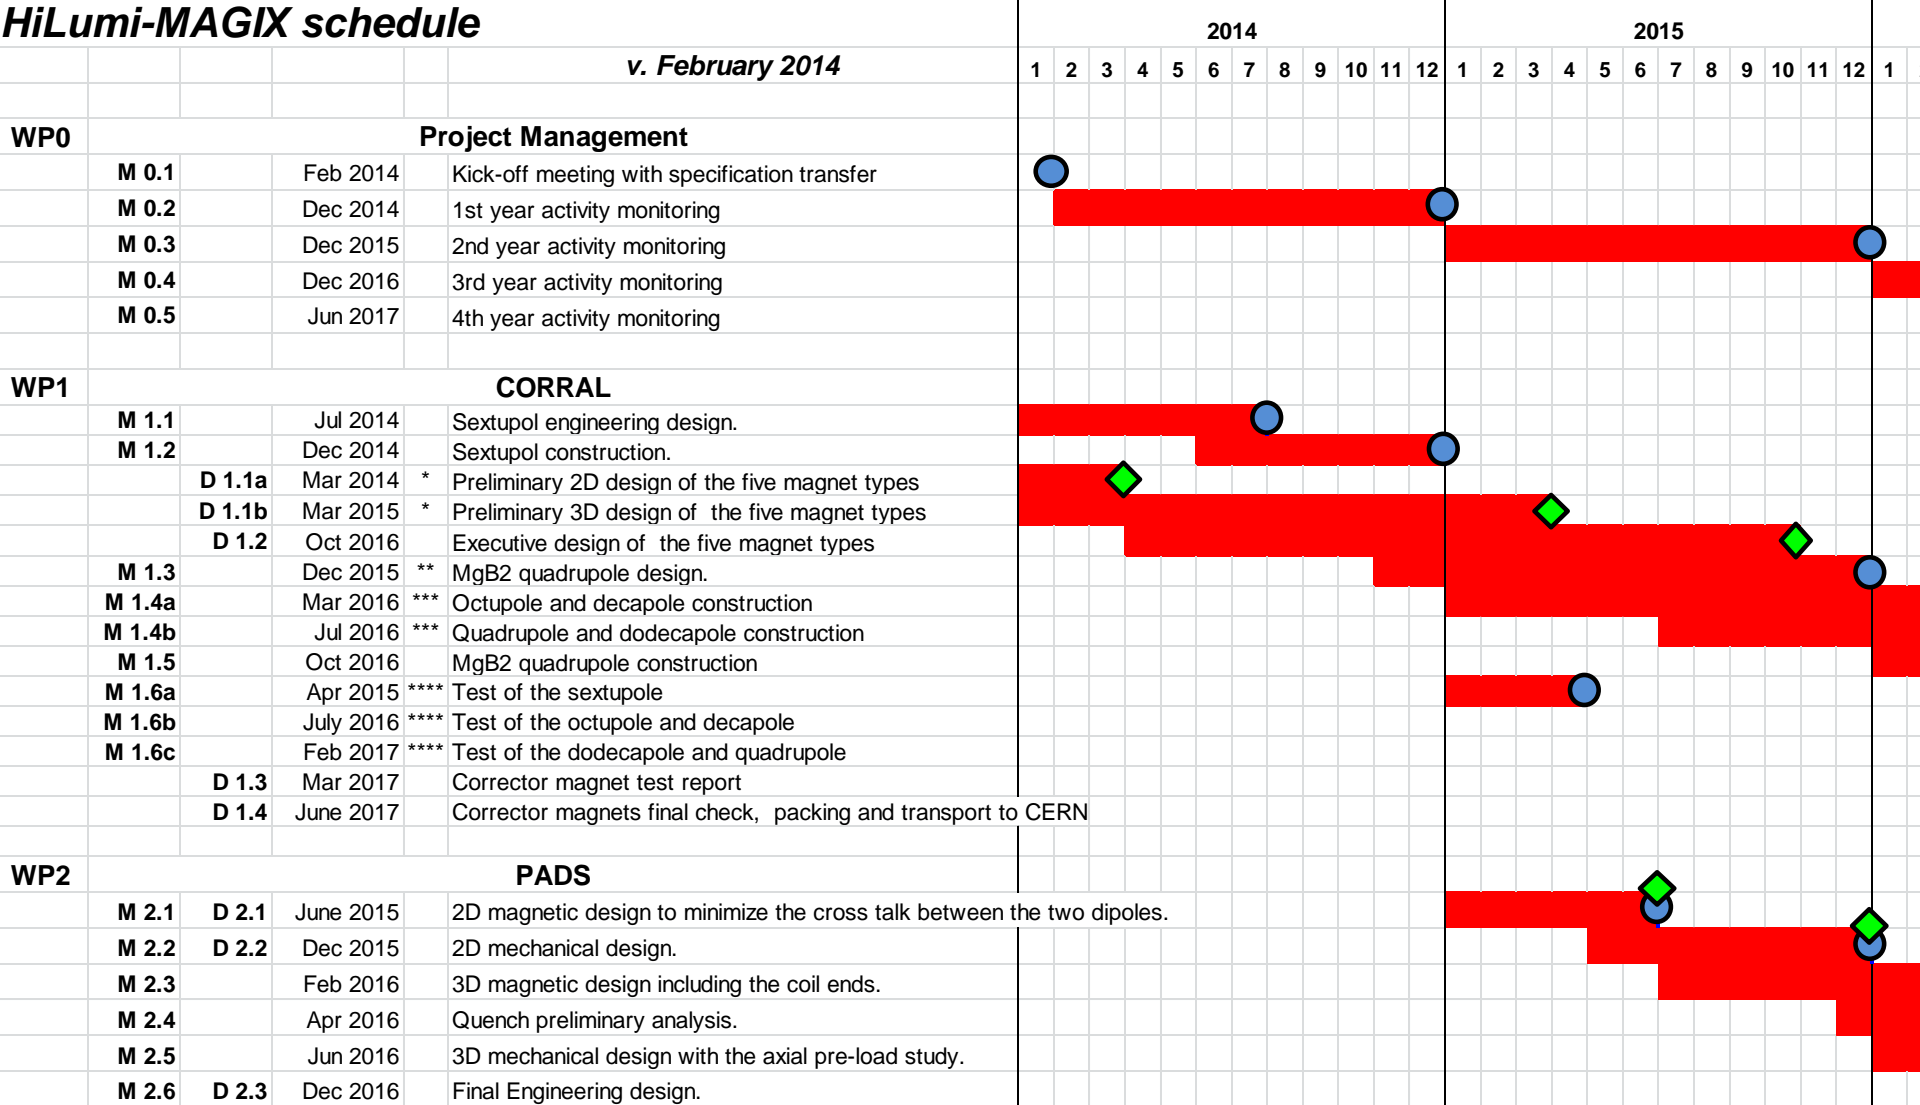 HiLumi-MAGIX schedule
2014 2015
v. February 2014 1 2 3 4 5 6 7 8 9 10 11 12 1 2 3 4 5 6 7 8 9 10 11 12 1
WP0 Project Management
M 0.1 Feb 2014 Kick-off meeting with specification transfer
M 0.2 Dec 2014 1st year activity monitoring
M 0.3 Dec 2015 2nd year activity monitoring
M 0.4 Dec 2016 3rd year activity monitoring
M 0.5 Jun 2017 4th year activity monitoring
WP1 CORRAL
M 1.1 Jul 2014 Sextupol engineering design.
M 1.2 Dec 2014 Sextupol construction.
D 1.1a Mar 2014 * Preliminary 2D design of the five magnet types
D 1.1b Mar 2015 * Preliminary 3D design of the five magnet types
D 1.2 Oct 2016 Executive design of the five magnet types
M 1.3 Dec 2015 ** MgB2 quadrupole design.
M 1.4a Mar 2016 *** Octupole and decapole construction
M 1.4b Jul 2016 *** Quadrupole and dodecapole construction
M 1.5 Oct 2016 MgB2 quadrupole construction
M 1.6a Apr 2015 **** Test of the sextupole
M 1.6b July 2016 **** Test of the octupole and decapole
M 1.6c Feb 2017 **** Test of the dodecapole and quadrupole
D 1.3 Mar 2017 Corrector magnet test report
D 1.4 June 2017 Corrector magnets final check, packing and transport to CERN
WP2 PADS
M 2.1 D 2.1 June 2015 2D magnetic design to minimize the cross talk between the two dipoles.
M 2.2 D 2.2 Dec 2015 2D mechanical design.
M 2.3 Feb 2016 3D magnetic design including the coil ends.
M 2.4 Apr 2016 Quench preliminary analysis.
M 2.5 Jun 2016 3D mechanical design with the axial pre-load study.
M 2.6 D 2.3 Dec 2016 Final Engineering design.